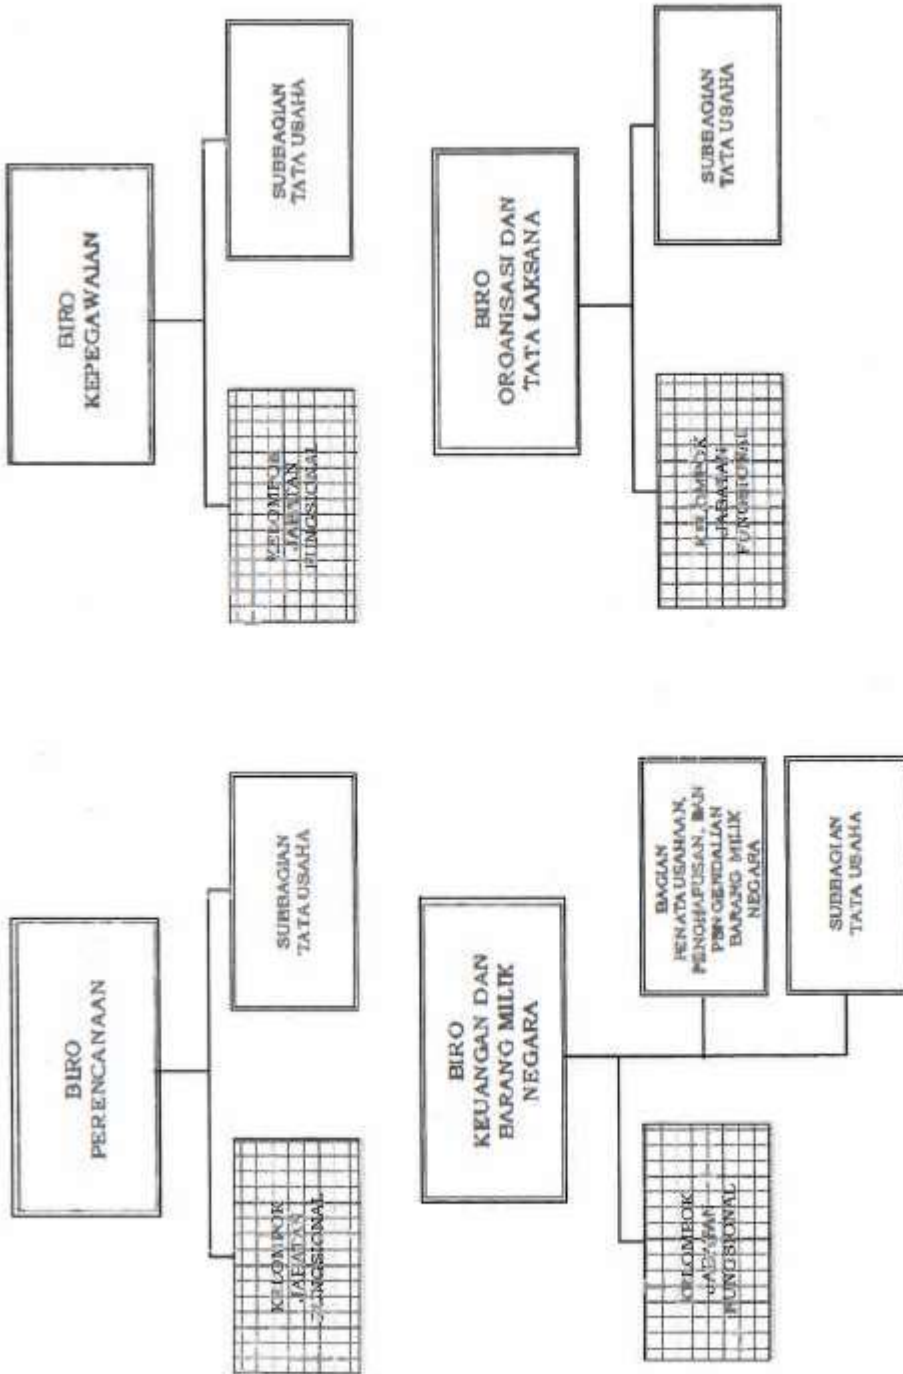 BIRO
PERENCANAAN
KELOMPOK
JABATAN
FUNGSIONAL
SUBBAGIAN
TATA USAHA
BIRO
KEPEGAWAIAN
KELOMPOK
JABATAN
FUNGSIONAL
SUBBAGIAN
TATA USAHA
BIRO
KEUANGAN DAN
BARANG MILIK
NEGARA
KELOMPOK
JABATAN
FUNGSIONAL
BAGIAN
PENATAUSAHAAN,
PENGHAPUSAN, DAN
PENGENDALIAN
BARANG MILIK
NEGARA
SUBBAGIAN
TATA USAHA
BIRO
ORGANISASI DAN
TATA LAKSANA
KELOMPOK
JABATAN
FUNGSIONAL
SUBBAGIAN
TATA USAHA